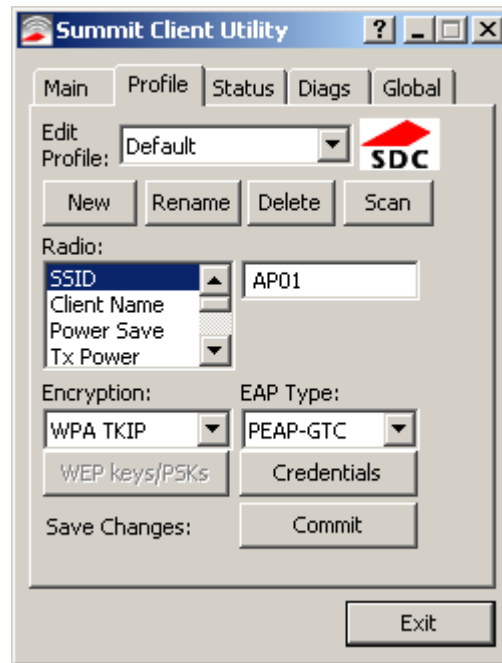 Summit Client Utility ?
Main Profile Status Diags Global
Edit Profile: Default
SDC
New Rename Delete Scan
Radio:
SSID AP01
Client Name
Power Save
Tx Power
Encryption: EAP Type:
WPA TKIP PEAP-GTC
WEP keys/PSKs Credentials
Save Changes: Commit
Exit